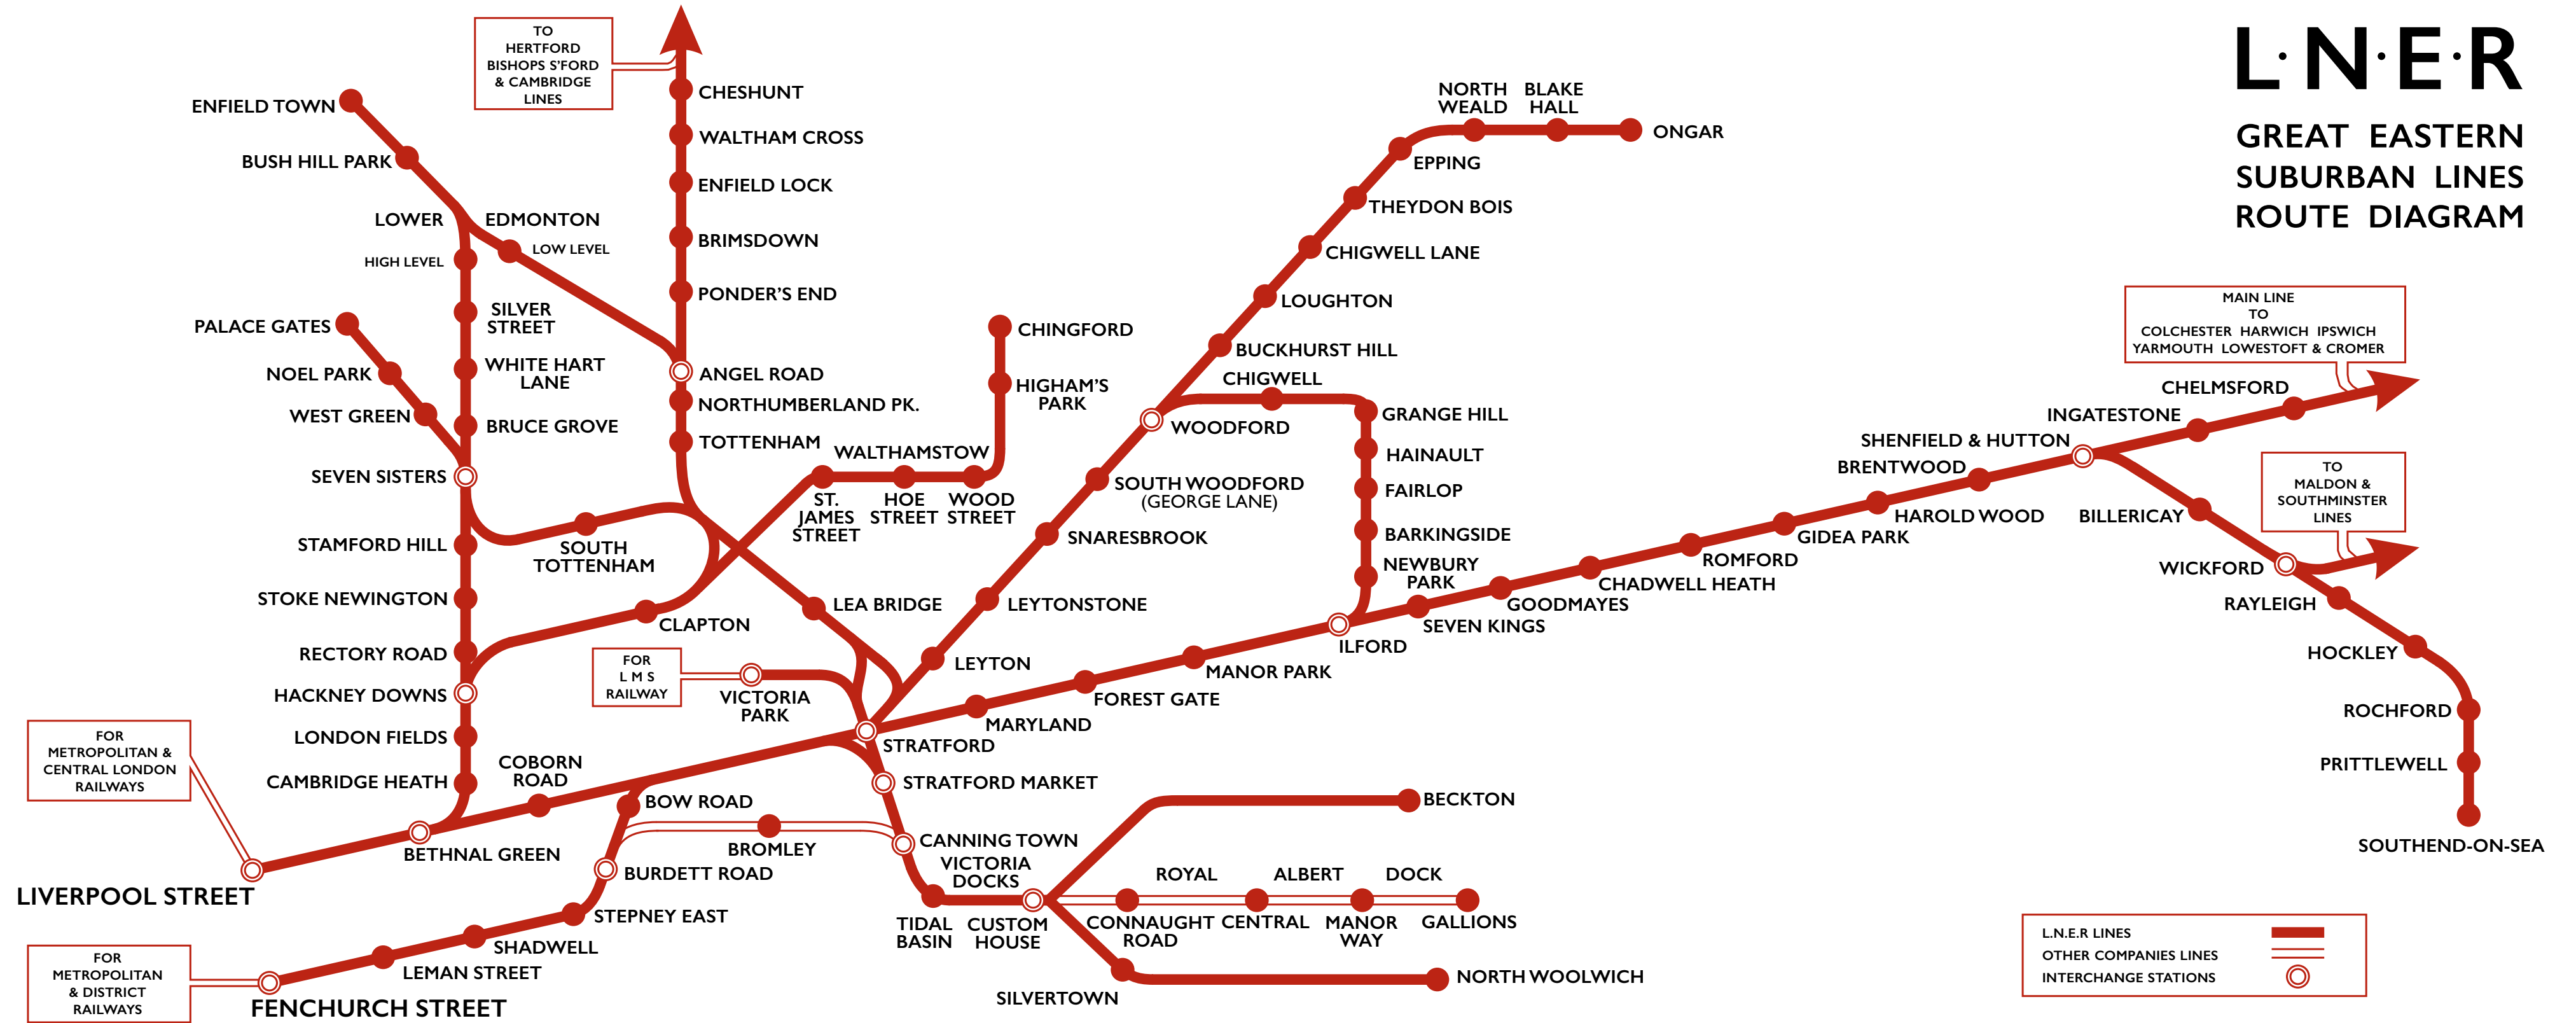 L·N·E·R
GREAT EASTERN
SUBURBAN LINES
ROUTE DIAGRAM
TO
HERTFORD
BISHOPS S'FORD
& CAMBRIDGE
LINES
ENFIELD TOWN
BUSH HILL PARK
LOWER EDMONTON
LOW LEVEL
HIGH LEVEL
SILVER
STREET
WHITE HART
LANE
BRUCE GROVE
PALACE GATES
NOEL PARK
WEST GREEN
SEVEN SISTERS
STAMFORD HILL
STOKE NEWINGTON
RECTORY ROAD
HACKNEY DOWNS
LONDON FIELDS
CAMBRIDGE HEATH
CHESHUNT
WALTHAM CROSS
ENFIELD LOCK
BRIMSDOWN
PONDER'S END
ANGEL ROAD
NORTHUMBERLAND PK.
TOTTENHAM
SOUTH
TOTTENHAM
CLAPTON
LEA BRIDGE
CHINGFORD
HIGHAM'S
PARK
WALTHAMSTOW
ST.
JAMES
STREET
HOE
STREET
WOOD
STREET
NORTH
WEALD
BLAKE
HALL
ONGAR
EPPING
THEYDON BOIS
CHIGWELL LANE
LOUGHTON
BUCKHURST HILL
CHIGWELL
WOODFORD
GRANGE HILL
HAINAULT
FAIRLOP
BARKINGSIDE
NEWBURY
PARK
SOUTH WOODFORD
(GEORGE LANE)
SNARESBROOK
LEYTONSTONE
LEYTON
FOR
L M S
RAILWAY
VICTORIA
PARK
STRATFORD
MARYLAND
FOREST GATE
MANOR PARK
ILFORD
SEVEN KINGS
GOODMAYES
CHADWELL HEATH
ROMFORD
GIDEA PARK
HAROLD WOOD
BRENTWOOD
SHENFIELD & HUTTON
INGATESTONE
CHELMSFORD
MAIN LINE
TO
COLCHESTER HARWICH IPSWICH
YARMOUTH LOWESTOFT & CROMER
TO
MALDON &
SOUTHMINSTER
LINES
BILLERICAY
WICKFORD
RAYLEIGH
HOCKLEY
ROCHFORD
PRITTLEWELL
SOUTHEND-ON-SEA
FOR
METROPOLITAN &
CENTRAL LONDON
RAILWAYS
LIVERPOOL STREET
BETHNAL GREEN
COBORN
ROAD
BOW ROAD
BROMLEY
BURDETT ROAD
STEPNEY EAST
SHADWELL
LEMAN STREET
FENCHURCH STREET
FOR
METROPOLITAN
& DISTRICT
RAILWAYS
STRATFORD MARKET
CANNING TOWN
VICTORIA
DOCKS
TIDAL
BASIN
CUSTOM
HOUSE
BECKTON
ROYAL ALBERT DOCK
CONNAUGHT
ROAD
CENTRAL
MANOR
WAY
GALLIONS
SILVERTOWN
NORTH WOOLWICH
L.N.E.R LINES
OTHER COMPANIES LINES
INTERCHANGE STATIONS